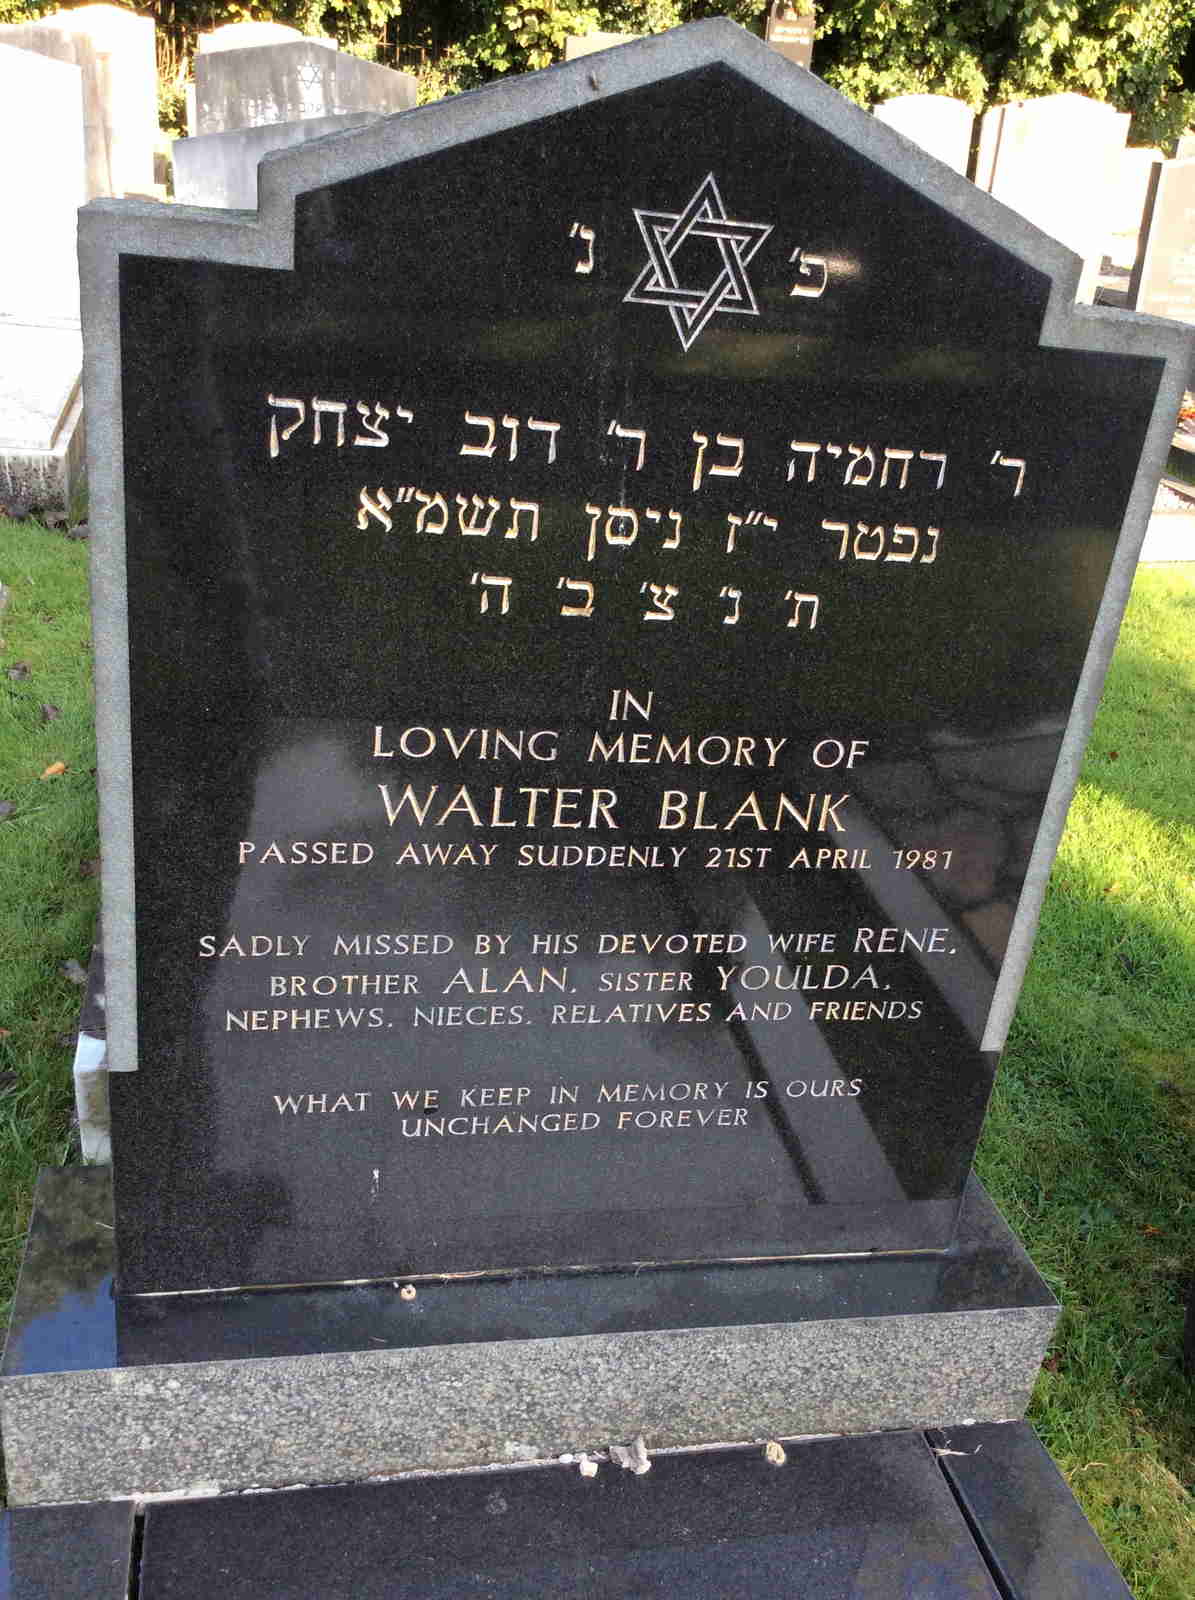 פ׳ נ׳
ר׳ רחמיה בן ר׳ דוב יצחק
נפטר י״ז ניסן תשמ״א
ת׳ נ׳ צ׳ ב׳ ה׳
IN
LOVING MEMORY OF
WALTER BLANK
PASSED AWAY SUDDENLY 21ST APRIL 1981
SADLY MISSED BY HIS DEVOTED WIFE RENE.
BROTHER ALAN. SISTER YOULDA.
NEPHEWS. NIECES. RELATIVES AND FRIENDS
WHAT WE KEEP IN MEMORY IS OURS
UNCHANGED FOREVER